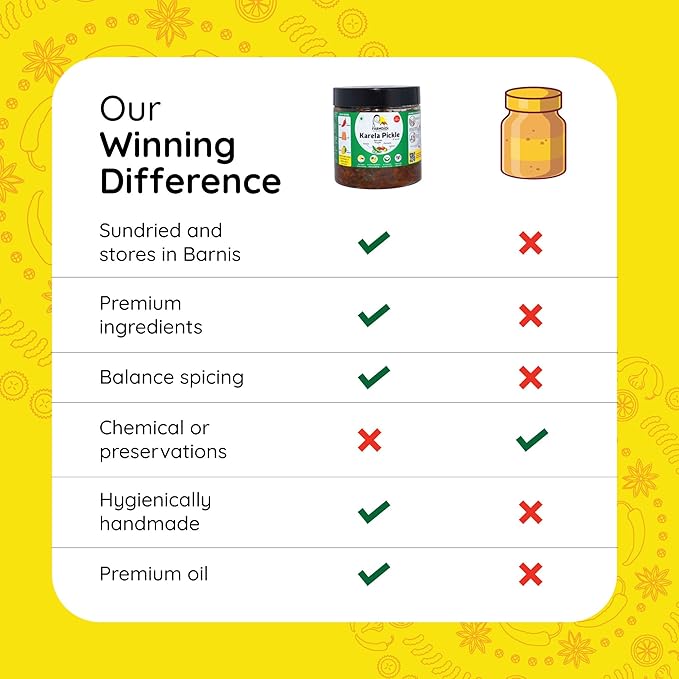 Our
Winning
Difference
FARMDIDI
Karela Pickle
Sundried and
stores in Barnis
Premium
ingredients
Balance spicing
Chemical or
preservations
Hygienically
handmade
Premium oil